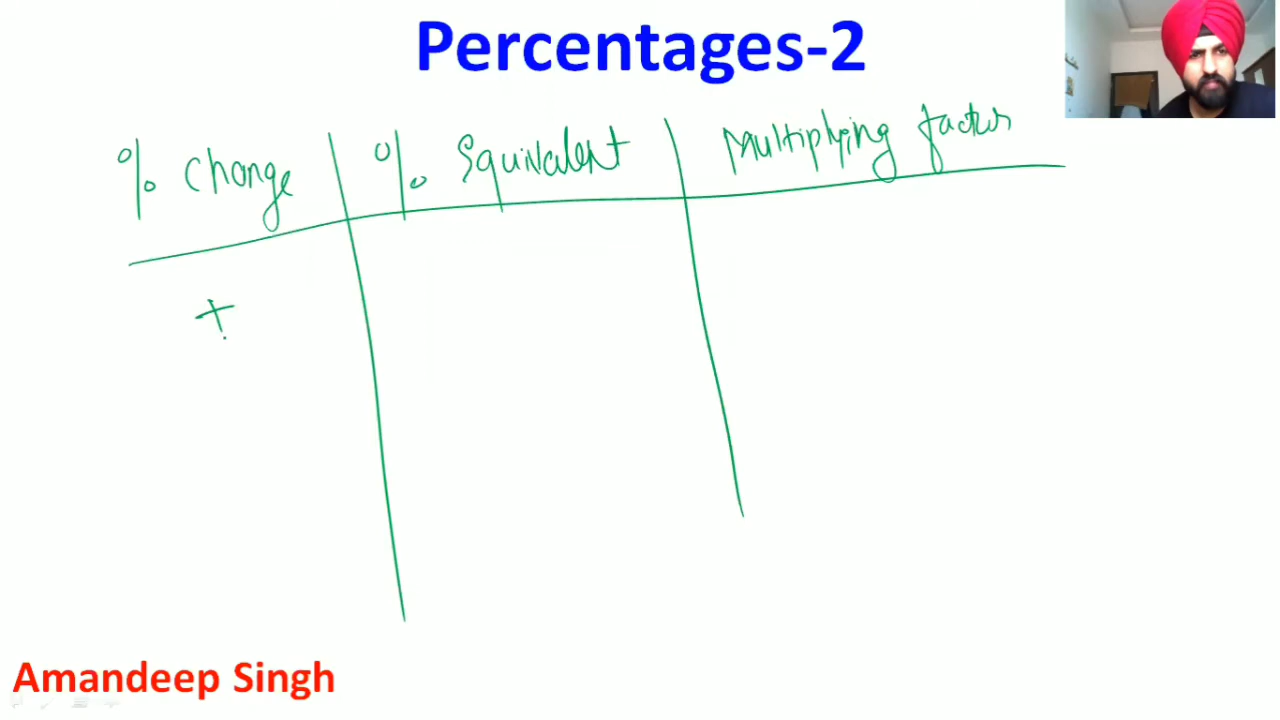 Percentages-2
% Change % Equivalent Multiplying factor
+
Amandeep Singh